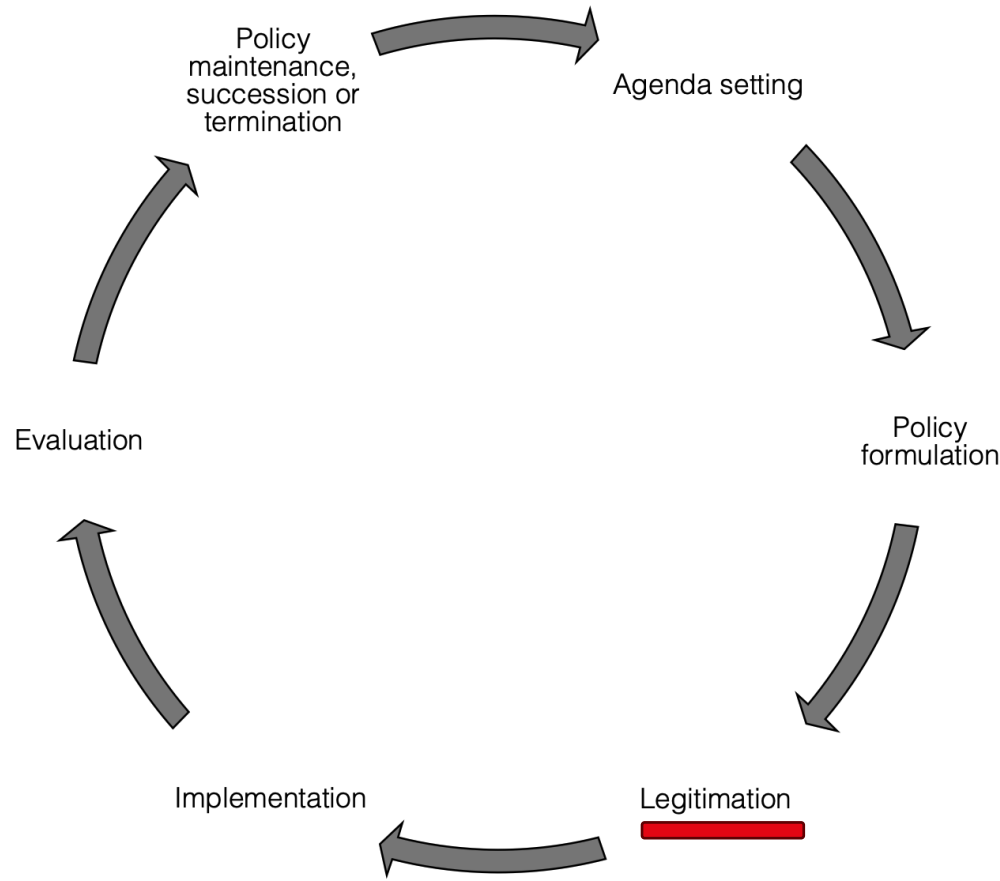 Policy
maintenance,
succession or
termination
Agenda setting
Policy
formulation
Legitimation
Implementation
Evaluation